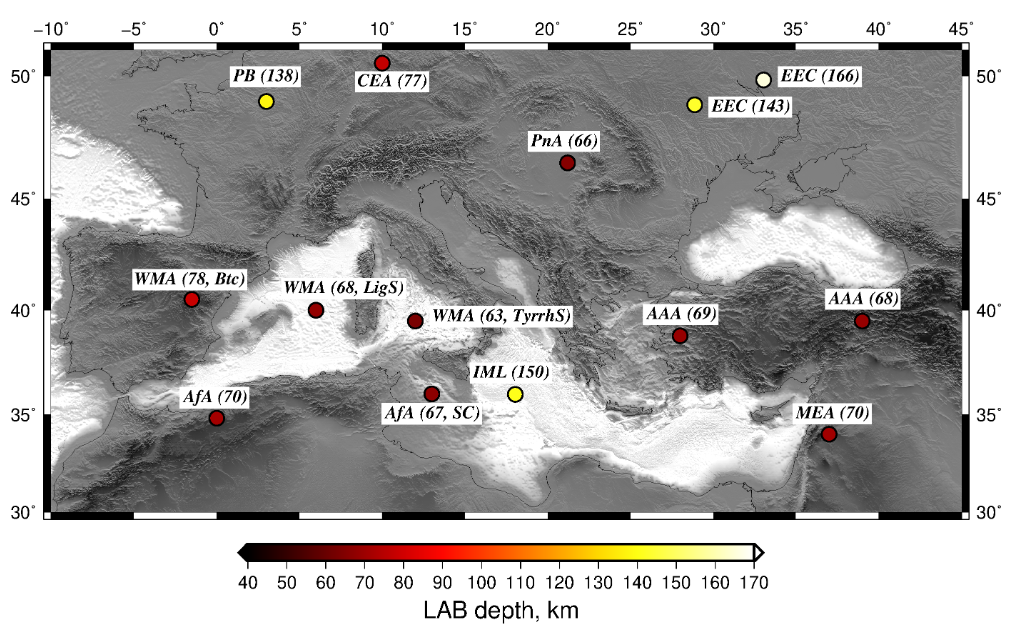 −10° −5° 0° 5° 10° 15° 20° 25° 30° 35° 40° 45°
50° 50°
PB (138)
CEA (77)
EEC (166)
EEC (143)
PnA (66)
45° 45°
WMA (78, Btc)
WMA (68, LigS)
AAA (68)
40° 40°
WMA (63, TyrrhS)
AAA (69)
IML (150)
AfA (70)
AfA (67, SC)
MEA (70)
35° 35°
30° 30°
40 50 60 70 80 90 100 110 120 130 140 150 160 170
LAB depth, km